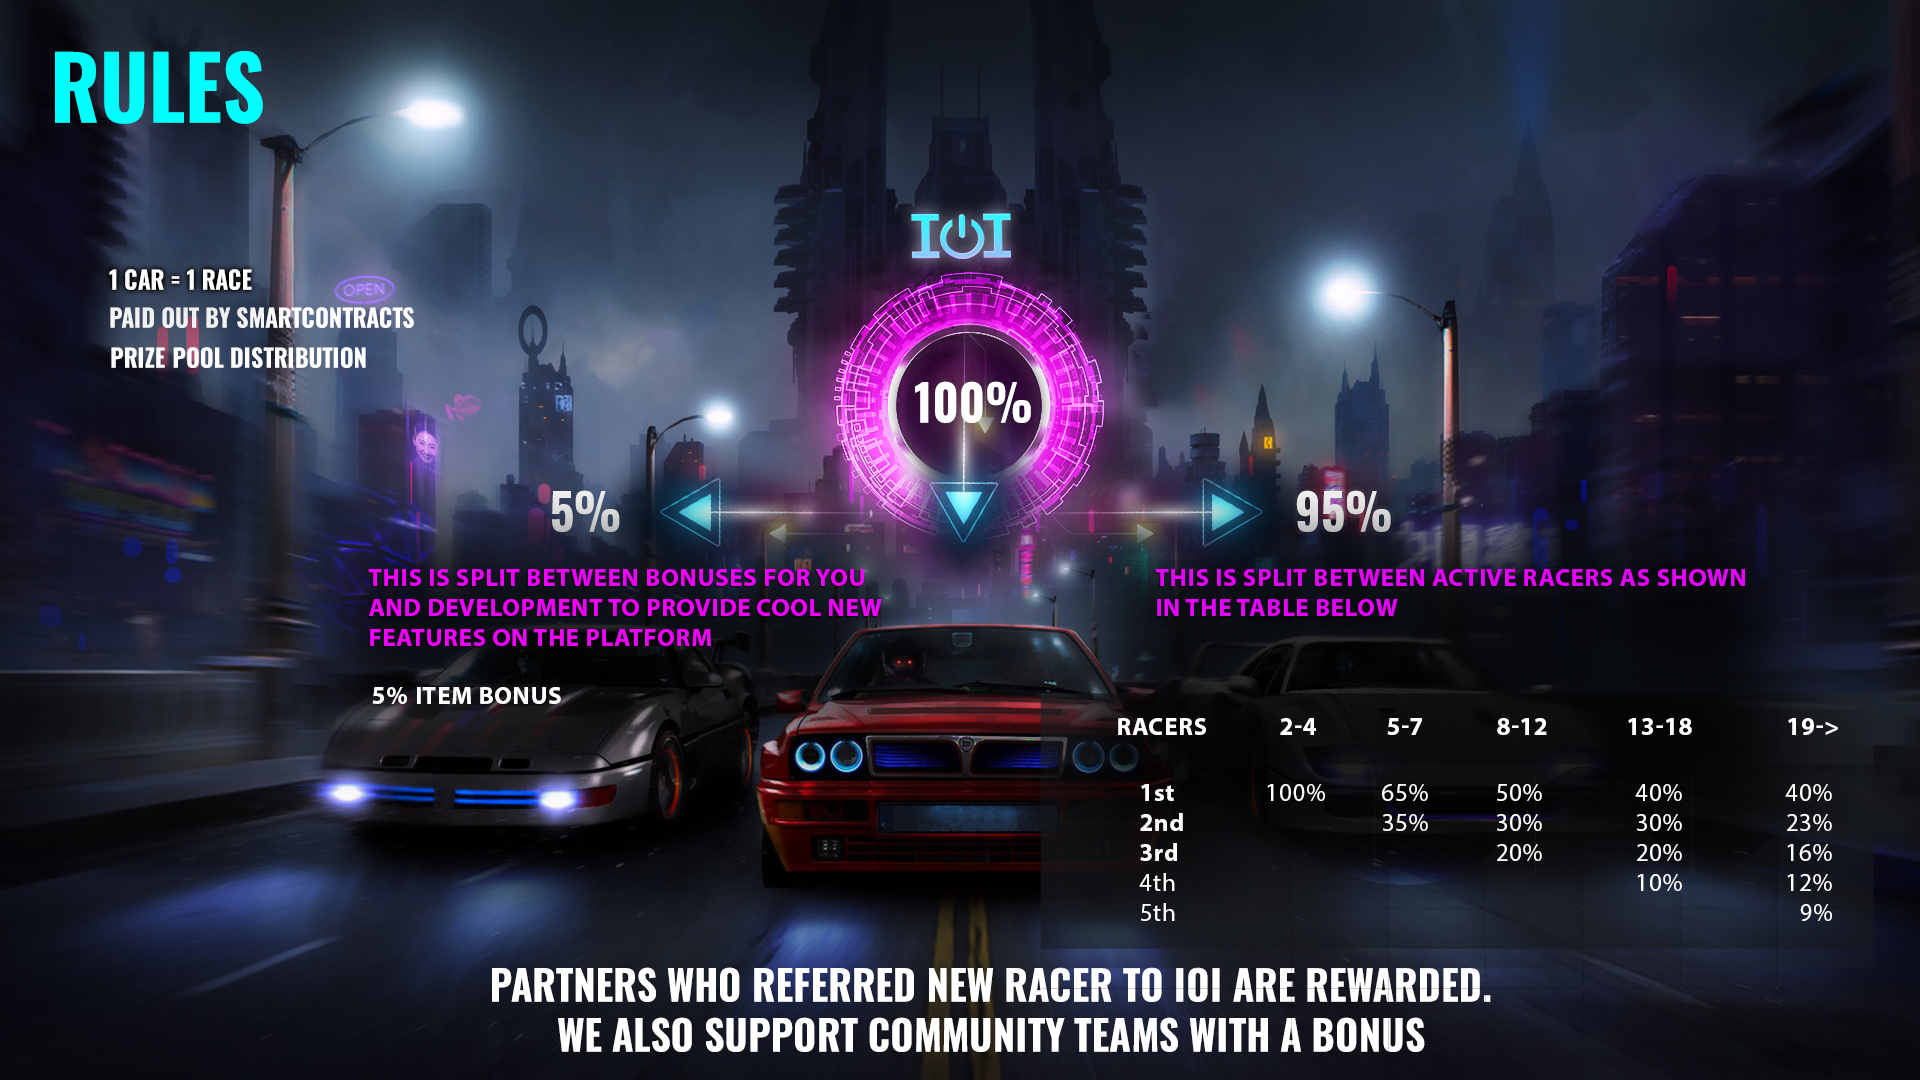 RULES
IOI
1 CAR = 1 RACE
OPEN
PAID OUT BY SMARTCONTRACTS
PRIZE POOL DISTRIBUTION
100%
5%
95%
THIS IS SPLIT BETWEEN BONUSES FOR YOU
AND DEVELOPMENT TO PROVIDE COOL NEW
FEATURES ON THE PLATFORM
5% ITEM BONUS
THIS IS SPLIT BETWEEN ACTIVE RACERS AS SHOWN
IN THE TABLE BELOW
RACERS 2-4 5-7 8-12 13-18 19->
1st 100% 65% 50% 40% 40%
2nd 35% 30% 30% 23%
3rd 20% 20% 16%
4th 10% 12%
5th 9%
PARTNERS WHO REFERRED NEW RACER TO IOI ARE REWARDED.
WE ALSO SUPPORT COMMUNITY TEAMS WITH A BONUS